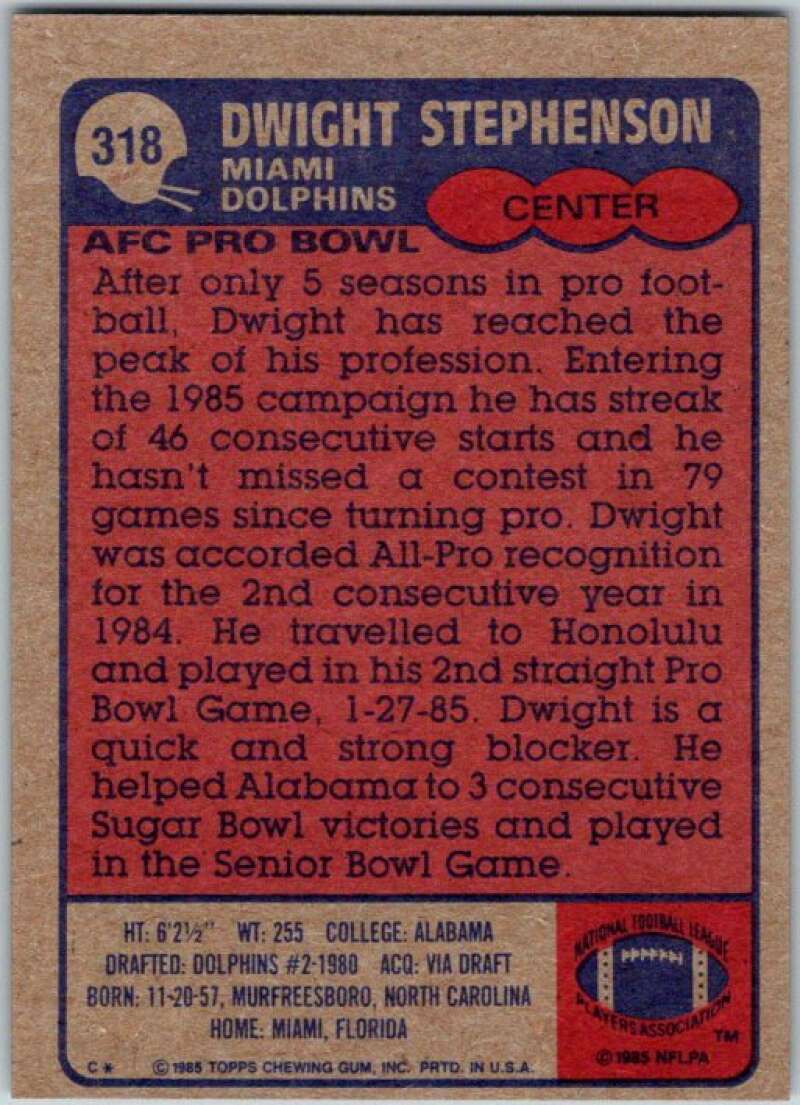 318
DWIGHT STEPHENSON
MIAMI
DOLPHINS
CENTER
AFC PRO BOWL
After only 5 seasons in pro foot-
ball, Dwight has reached the
peak of his profession. Entering
the 1985 campaign he has streak
of 46 consecutive starts and he
hasn't missed a contest in 79
games since turning pro. Dwight
was accorded All-Pro recognition
for the 2nd consecutive year in
1984. He travelled to Honolulu
and played in his 2nd straight Pro
Bowl Game, 1-27-85. Dwight is a
quick and strong blocker. He
helped Alabama to 3 consecutive
Sugar Bowl victories and played
in the Senior Bowl Game.
HT: 6'2½" WT: 255 COLLEGE: ALABAMA
DRAFTED: DOLPHINS #2-1980 ACQ: VIA DRAFT
BORN: 11-20-57, MURFREESBORO, NORTH CAROLINA
HOME: MIAMI, FLORIDA
C* ©1985 TOPPS CHEWING GUM, INC. PRTD. IN U.S.A.
NATIONAL FOOTBALL LEAGUE
PLAYERS ASSOCIATION
TM
©1985 NFLPA